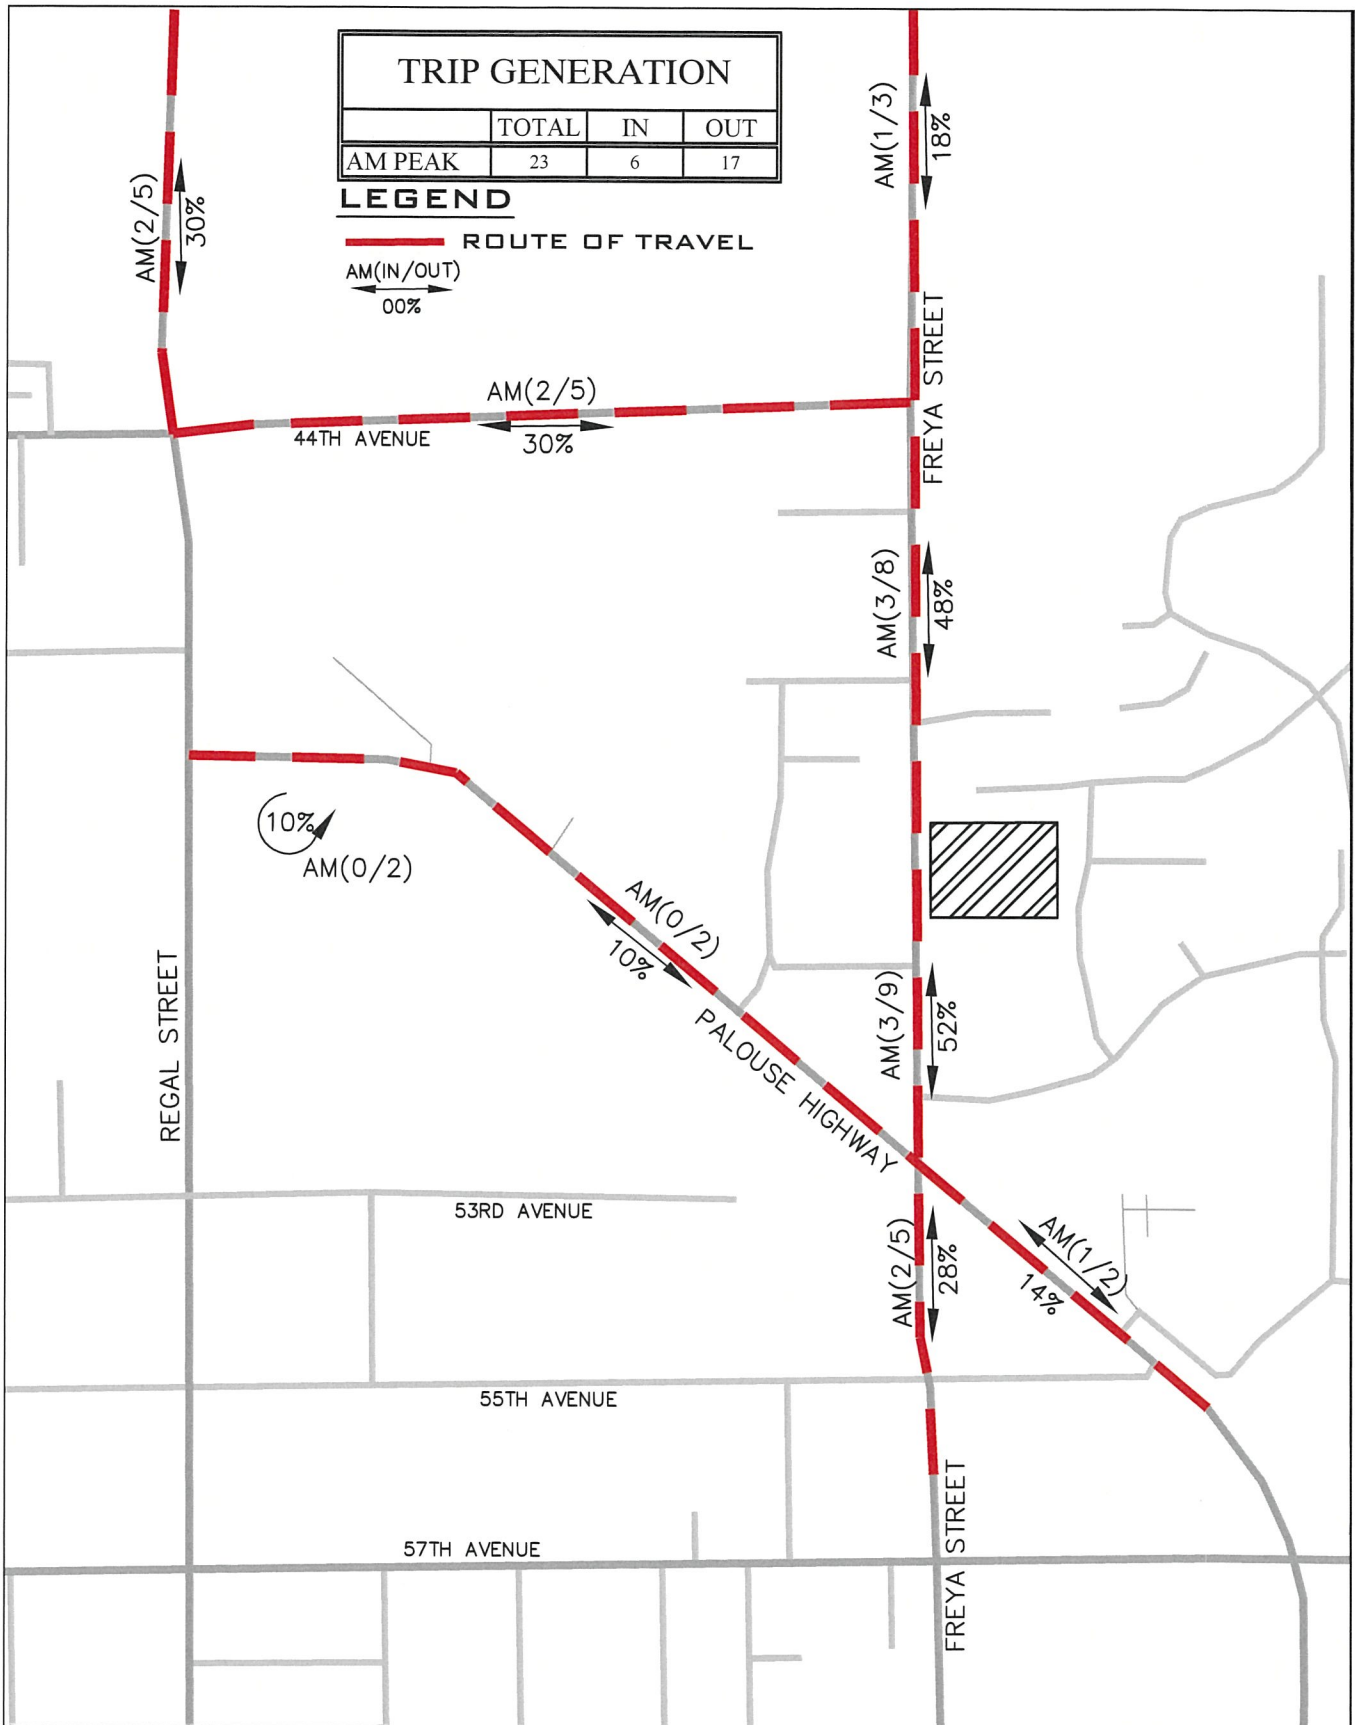 TRIP GENERATION
TOTAL IN OUT
AM PEAK 23 6 17
LEGEND
ROUTE OF TRAVEL
AM(IN/OUT)
00%
AM(2/5)
30%
AM(1/3)
18%
FREYA STREET
AM(2/5)
44TH AVENUE
30%
AM(3/8)
48%
10%
AM(0/2)
AM(0/2)
10%
PALOUSE HIGHWAY
REGAL STREET
AM(3/9)
52%
53RD AVENUE
AM(2/5)
28%
AM(1/2)
14%
55TH AVENUE
57TH AVENUE
FREYA STREET